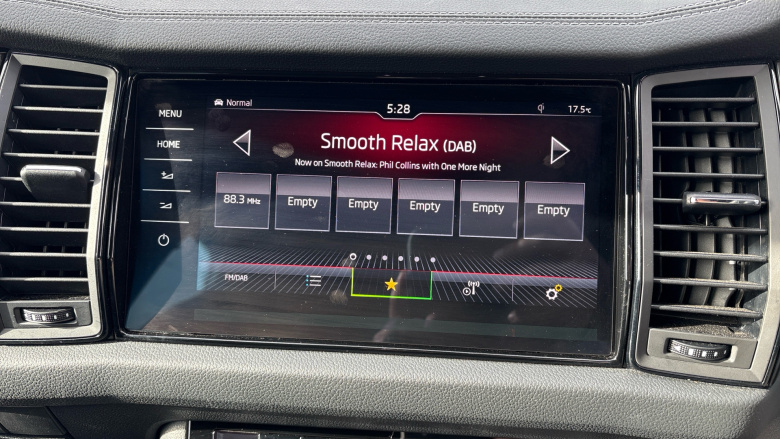 MENU
HOME
Normal
5:28
qi
17.5°C
Smooth Relax (DAB)
Now on Smooth Relax: Phil Collins with One More Night
88.3 MHz
Empty
Empty
Empty
Empty
Empty
FM/DAB